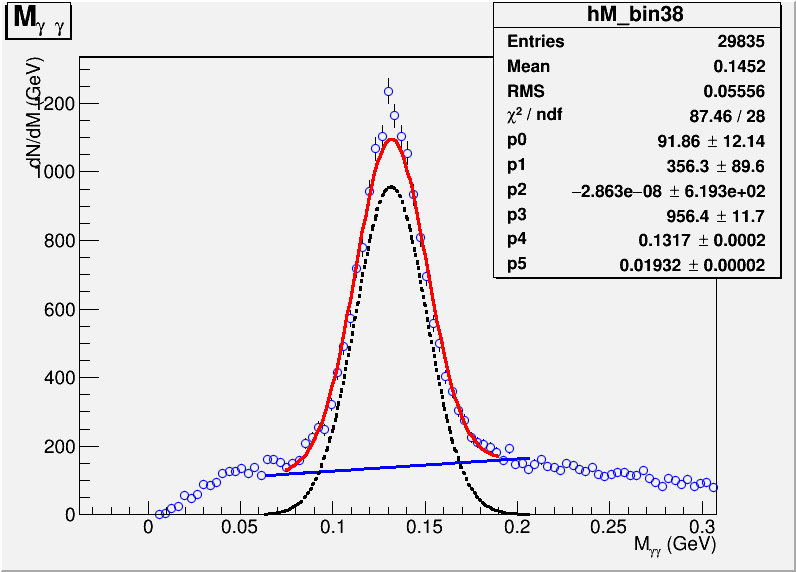 Mγ γ
hM_bin38
Entries 29835
Mean 0.1452
RMS 0.05556
χ² / ndf 87.46 / 28
p0 91.86 ± 12.14
p1 356.3 ± 89.6
p2 −2.863e−08 ± 6.193e+02
p3 956.4 ± 11.7
p4 0.1317 ± 0.0002
p5 0.01932 ± 0.00002
dN/dM (GeV)
1200
1000
800
600
400
200
0
0 0.05 0.1 0.15 0.2 0.25 0.3
Mγγ (GeV)